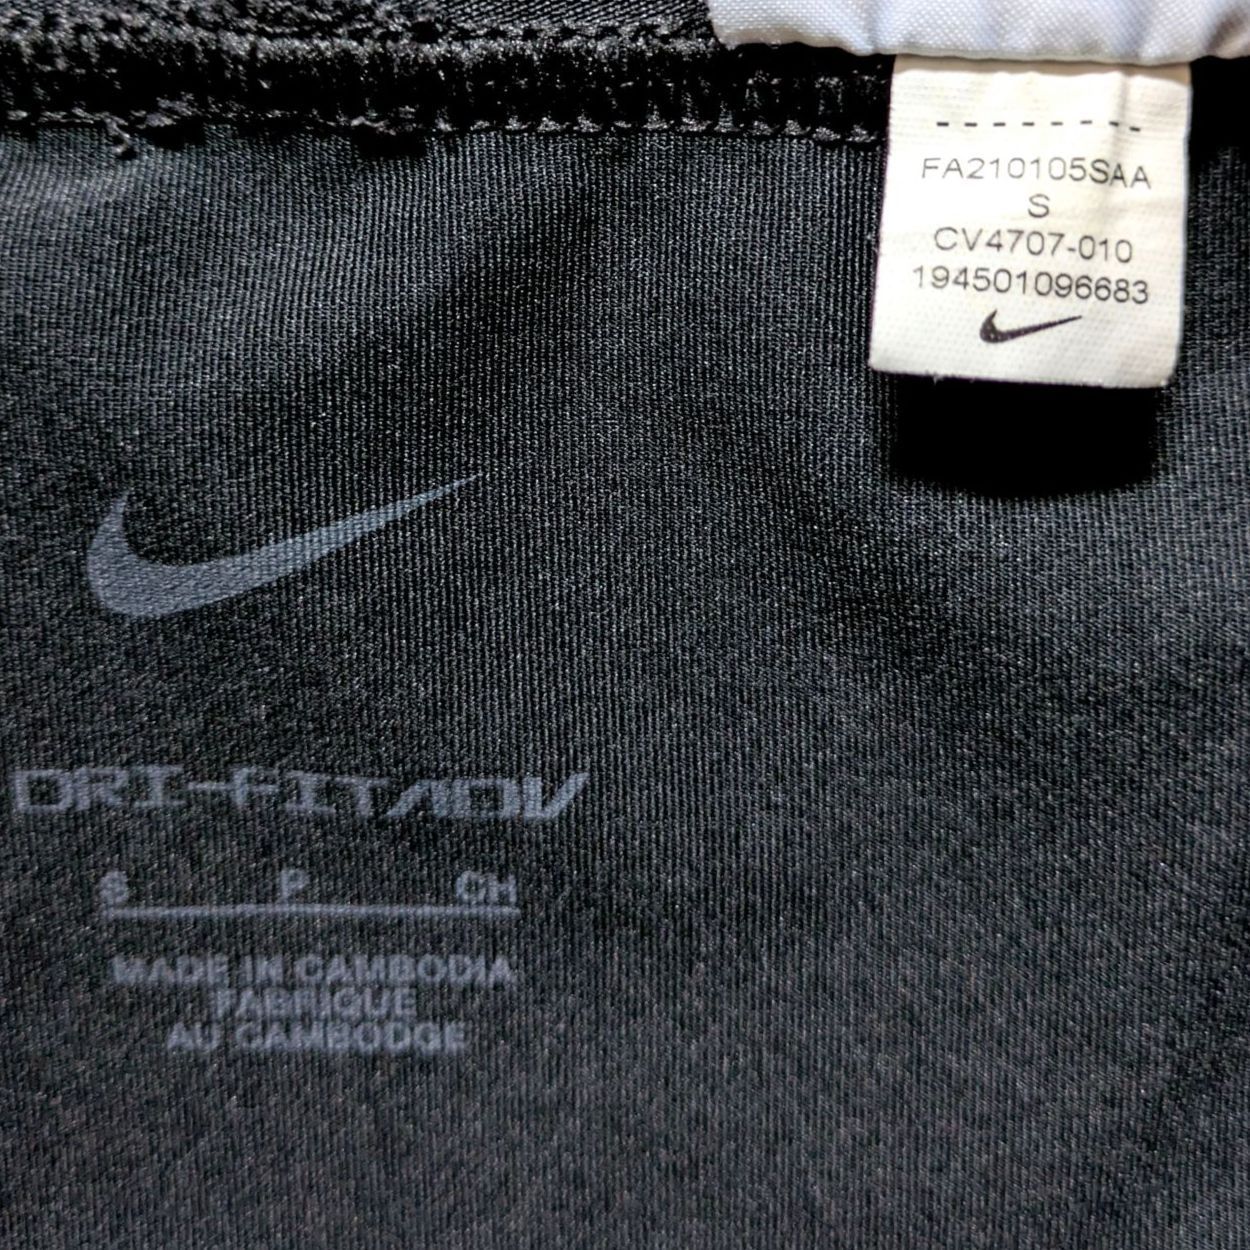 FA210105SAA
S
CV4707-010
194501096683
DRI-FIT ADV
S P CH
MADE IN CAMBODIA
FABRIQUE
AU CAMBODGE